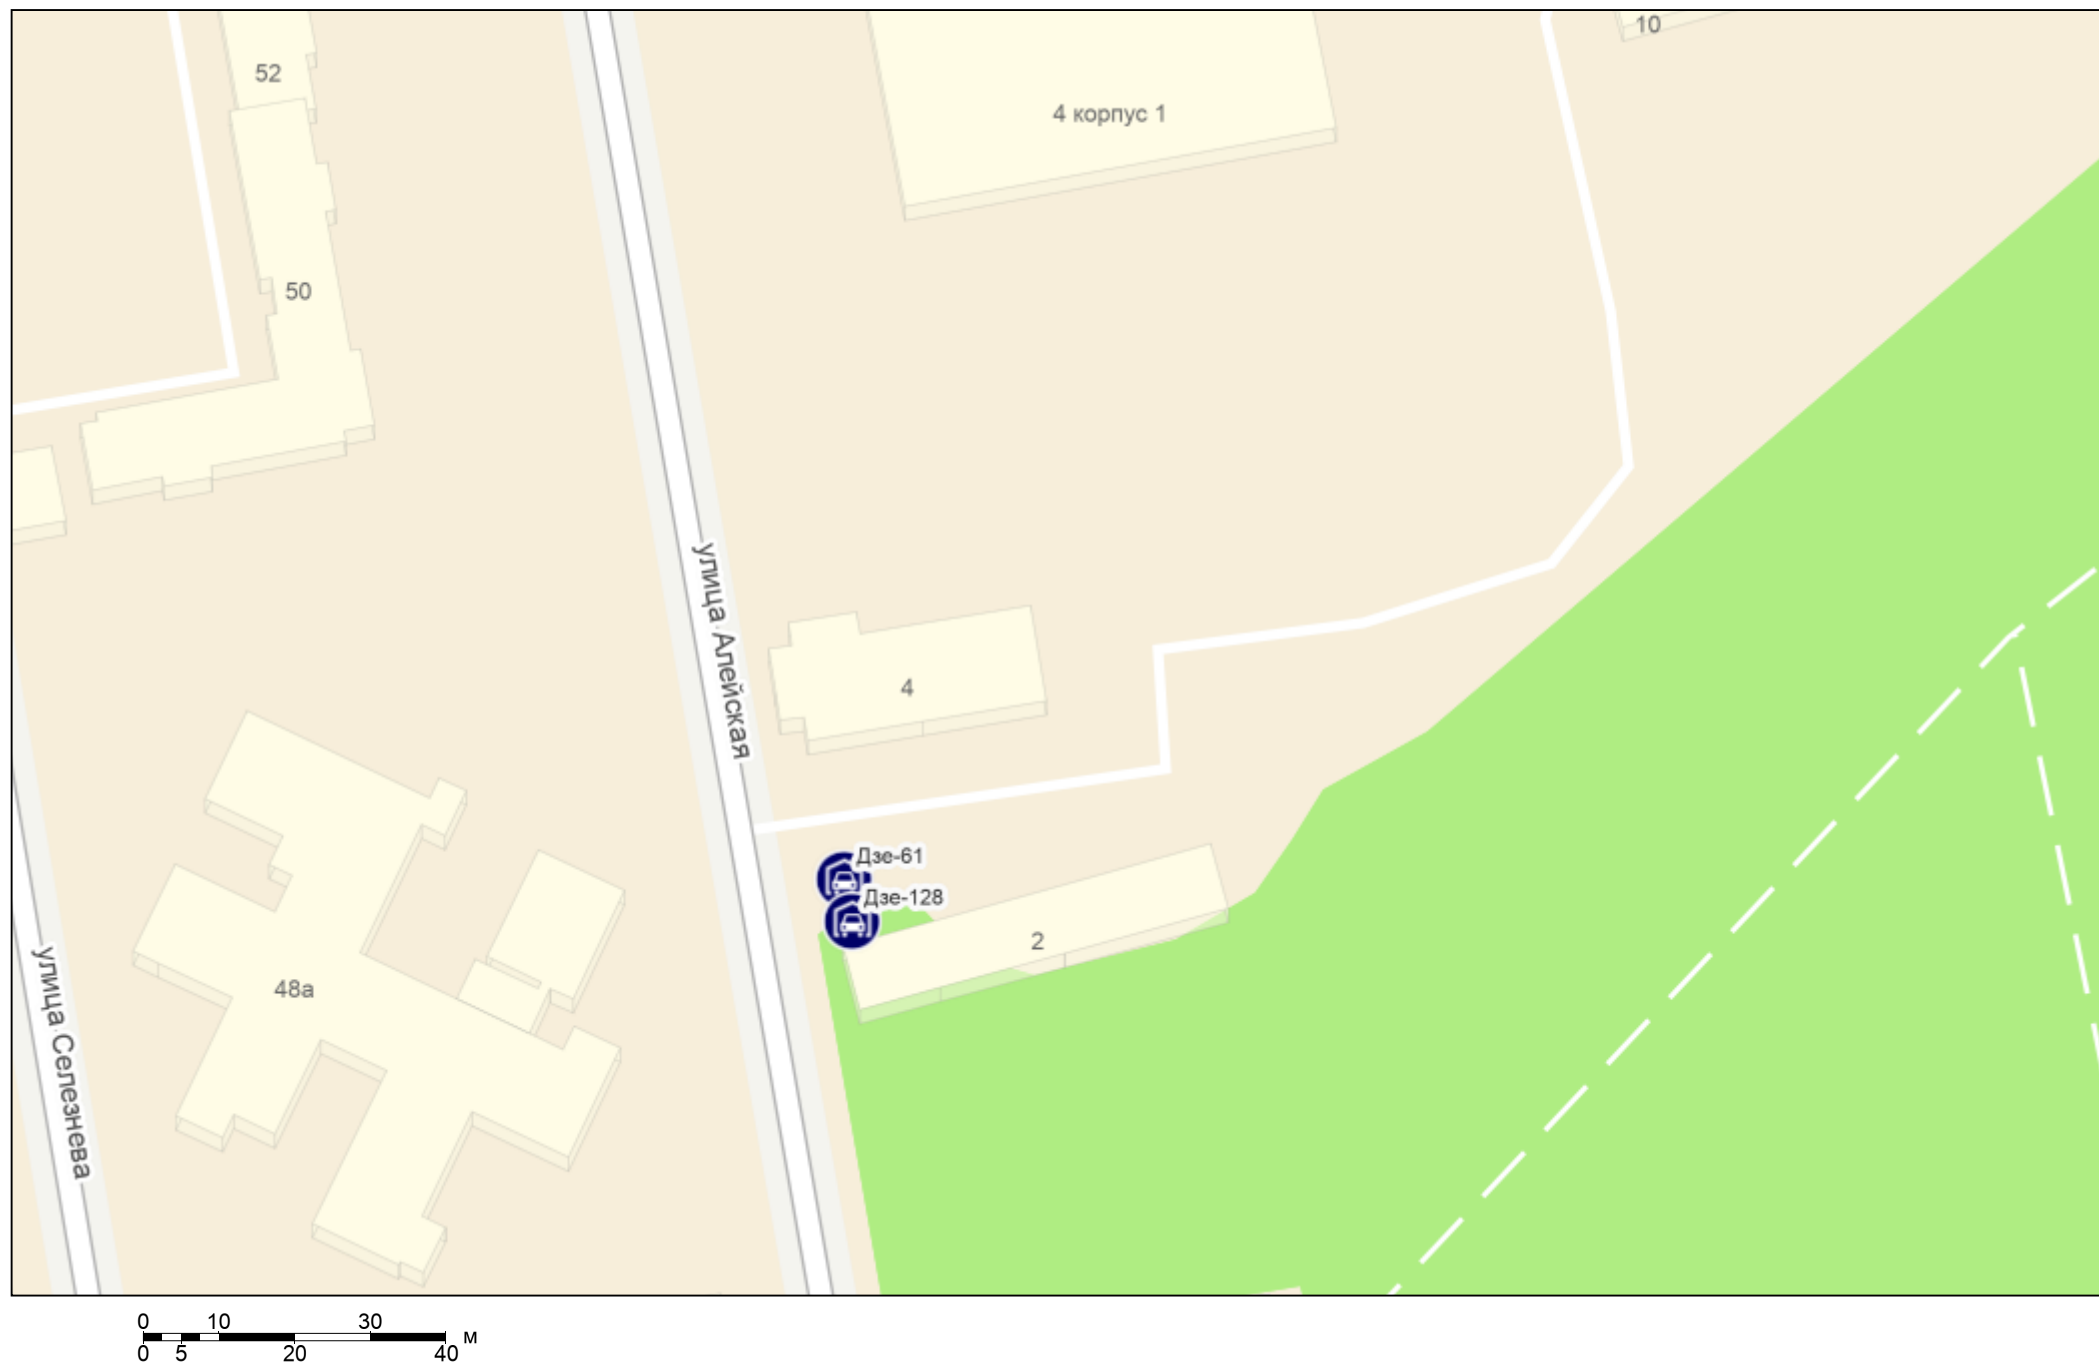 10
52
4 корпус 1
50
улица Алейская
4
Дзе-61
Дзе-128
2
48а
улица Селезнева
0 10 30
м
0 5 20 40